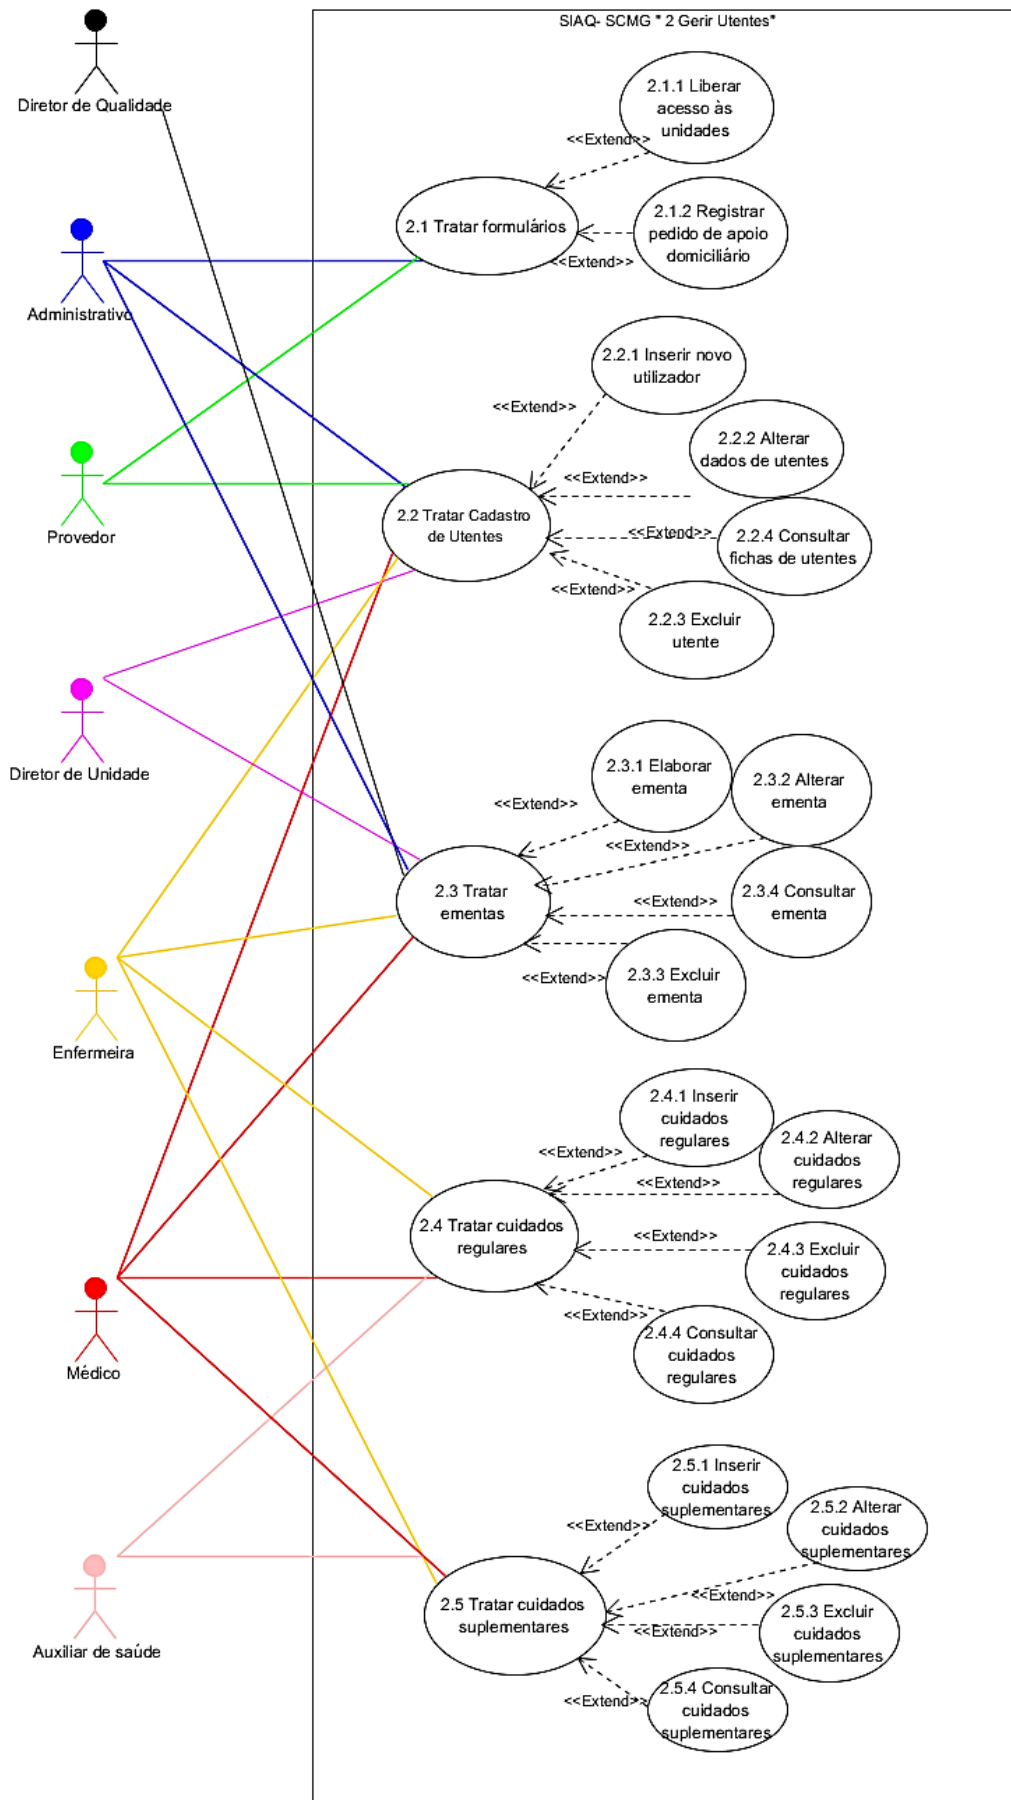 SIAQ- SCMG " 2 Gerir Utentes"
Diretor de Qualidade
2.1.1 Liberar
acesso às
unidades
<<Extend>>
2.1 Tratar formulários
2.1.2 Registrar
pedido de apoio
domiciliário
<<Extend>>
Administrativo
2.2.1 Inserir novo
utilizador
<<Extend>>
2.2.2 Alterar
dados de utentes
<<Extend>>
Provedor
2.2 Tratar Cadastro
de Utentes
<<Extend>>
2.2.4 Consultar
fichas de utentes
<<Extend>>
2.2.3 Excluir
utente
Diretor de Unidade
2.3.1 Elaborar
ementa
2.3.2 Alterar
ementa
<<Extend>>
<<Extend>>
2.3 Tratar
ementas
<<Extend>>
2.3.4 Consultar
ementa
<<Extend>>
2.3.3 Excluir
ementa
Enfermeira
2.4.1 Inserir
cuidados
regulares
2.4.2 Alterar
cuidados
regulares
<<Extend>>
<<Extend>>
2.4 Tratar cuidados
regulares
<<Extend>>
2.4.3 Excluir
cuidados
regulares
<<Extend>>
2.4.4 Consultar
cuidados
regulares
Médico
2.5.1 Inserir
cuidados
suplementares
2.5.2 Alterar
cuidados
suplementares
<<Extend>>
<<Extend>>
2.5 Tratar cuidados
suplementares
<<Extend>>
2.5.3 Excluir
cuidados
suplementares
Auxiliar de saúde
<<Extend>>
2.5.4 Consultar
cuidados
suplementares